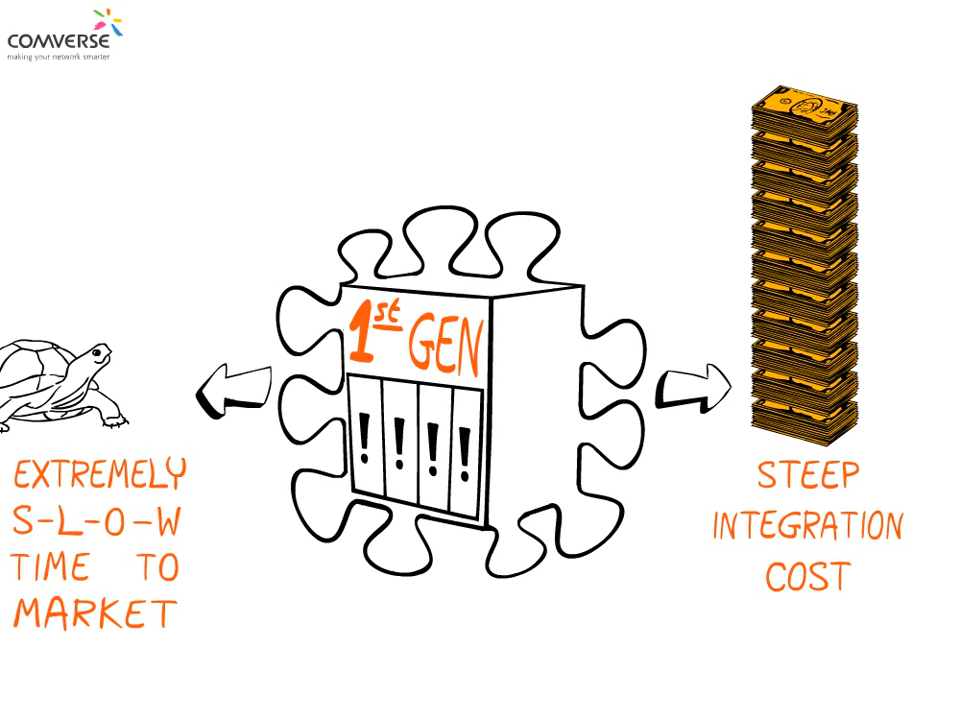 COMVERSE
making your network smarter
1st GEN
! ! ! !
EXTREMELY
S-L-O-W
TIME TO
MARKET
STEEP
INTEGRATION
COST